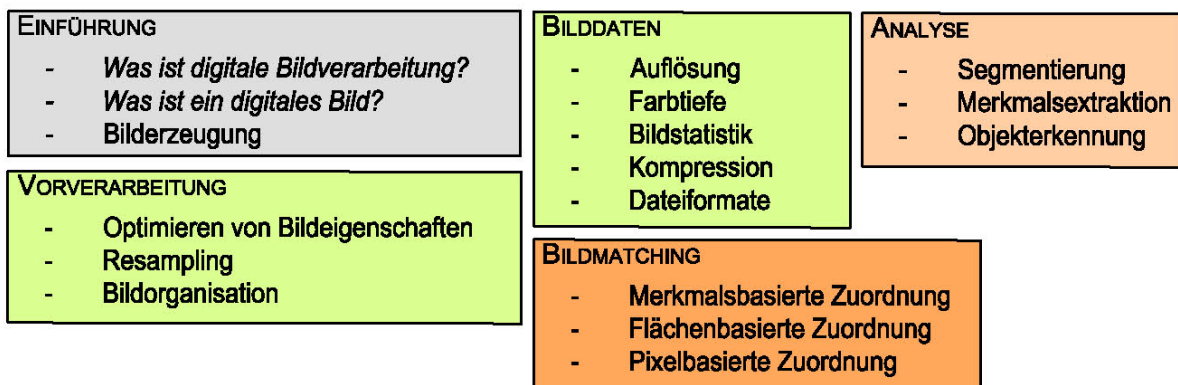 EINFÜHRUNG
- Was ist digitale Bildverarbeitung?
- Was ist ein digitales Bild?
- Bilderzeugung
VORVERARBEITUNG
- Optimieren von Bildeigenschaften
- Resampling
- Bildorganisation
BILDDATEN
- Auflösung
- Farbtiefe
- Bildstatistik
- Kompression
- Dateiformate
BILDMATCHING
- Merkmalsbasierte Zuordnung
- Flächenbasierte Zuordnung
- Pixelbasierte Zuordnung
ANALYSE
- Segmentierung
- Merkmalsextraktion
- Objekterkennung